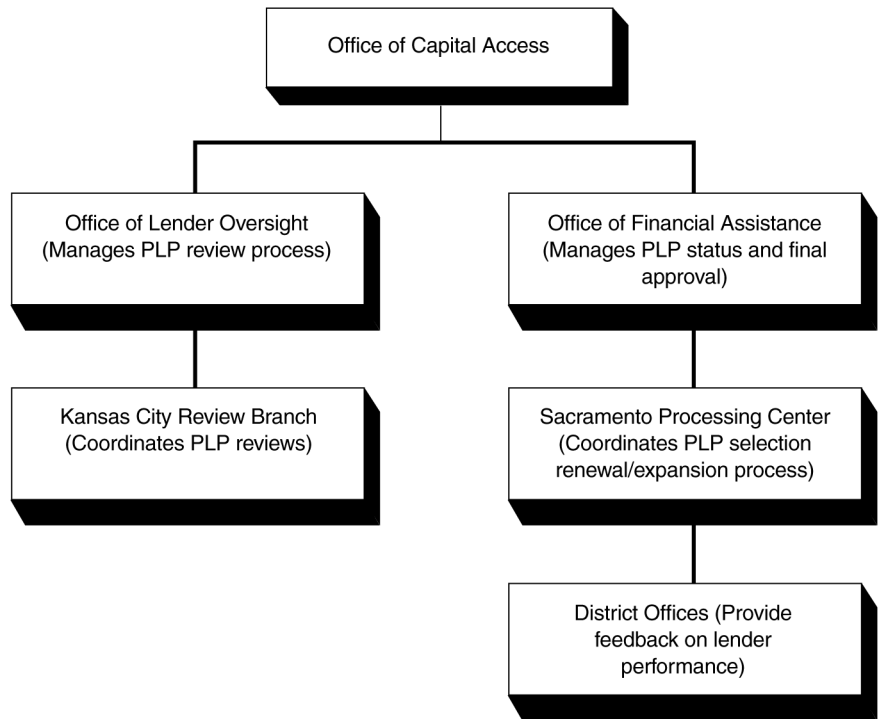 Office of Capital Access
Office of Lender Oversight
(Manages PLP review process)
Office of Financial Assistance
(Manages PLP status and final
approval)
Kansas City Review Branch
(Coordinates PLP reviews)
Sacramento Processing Center
(Coordinates PLP selection
renewal/expansion process)
District Offices (Provide
feedback on lender
performance)